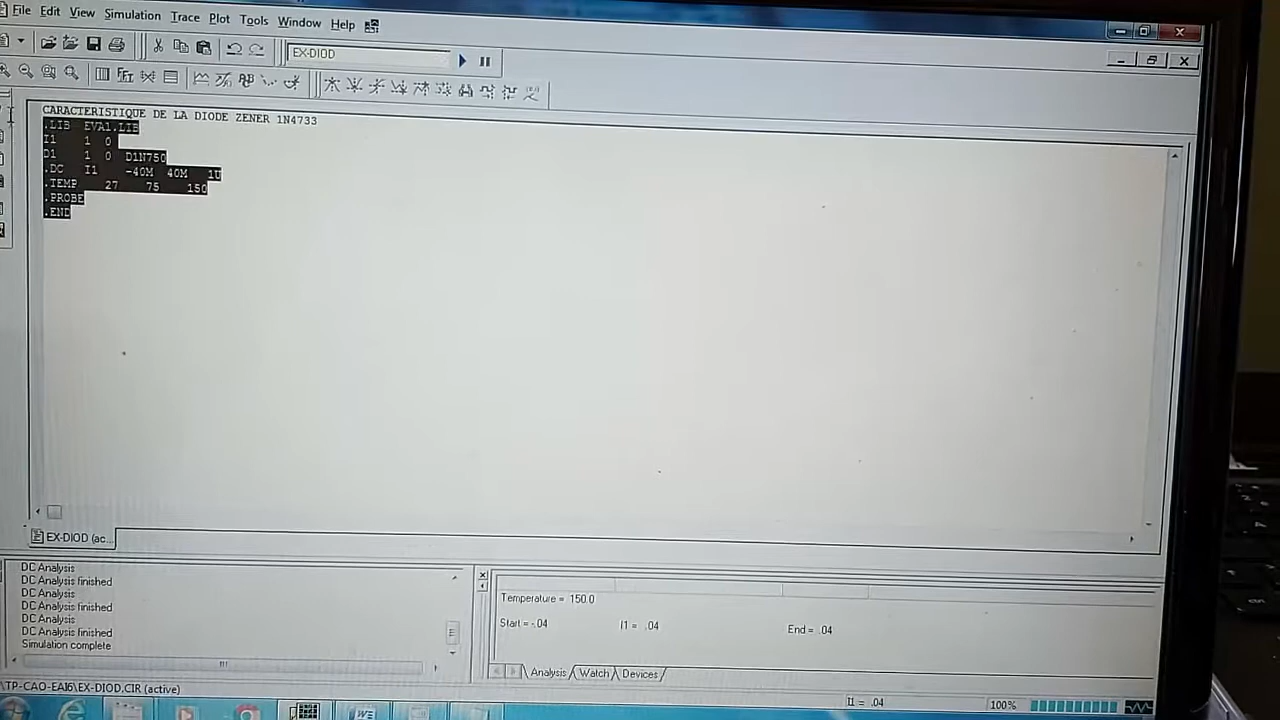 File Edit View Simulation Trace Plot Tools Window Help
EX-DIOD
CARACTERISTIQUE DE LA DIODE ZENER 1N4733
.LIB EVAL.LIB
I1 1 0
D1 1 0 D1N750
.DC I1 -40M 40M 1U
.TEMP 27 75 150
.PROBE
.END
EX-DIOD (ac...
DC Analysis
DC Analysis finished
DC Analysis
DC Analysis finished
DC Analysis
DC Analysis finished
Simulation complete
Temperature = 150.0
Start = -.04 I1 = .04 End = .04
Analysis Watch Devices
\TP-CAO-EAI6\EX-DIOD.CIR (active)
I1 = .04 100%